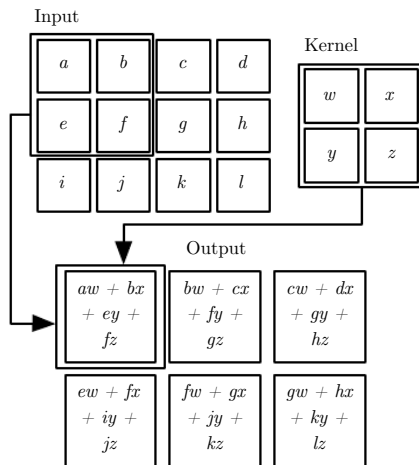 Input
Kernel
a b c d
w x
e f g h
y z
i j k l
Output
aw + bx
+ ey +
fz
bw + cx
+ fy +
gz
cw + dx
+ gy +
hz
ew + fx
+ iy +
jz
fw + gx
+ jy +
kz
gw + hx
+ ky +
lz